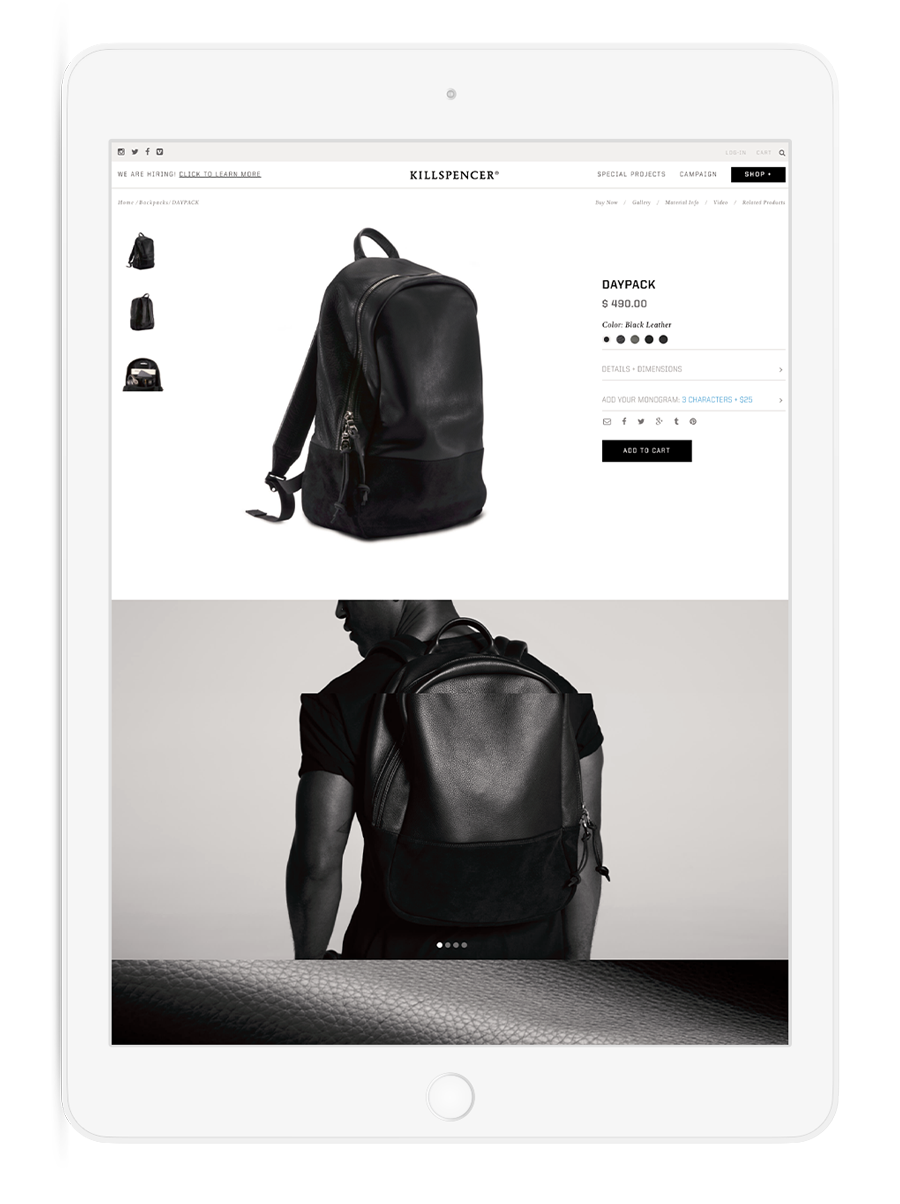 LOG-IN CART
WE ARE HIRING! CLICK TO LEARN MORE
KILLSPENCER®
SPECIAL PROJECTS CAMPAIGN SHOP +
Home / Backpacks / DAYPACK
Buy Now / Gallery / Material Info / Video / Related Products
DAYPACK
$ 490.00
Color: Black Leather
DETAILS + DIMENSIONS
ADD YOUR MONOGRAM: 3 CHARACTERS + $25
ADD TO CART